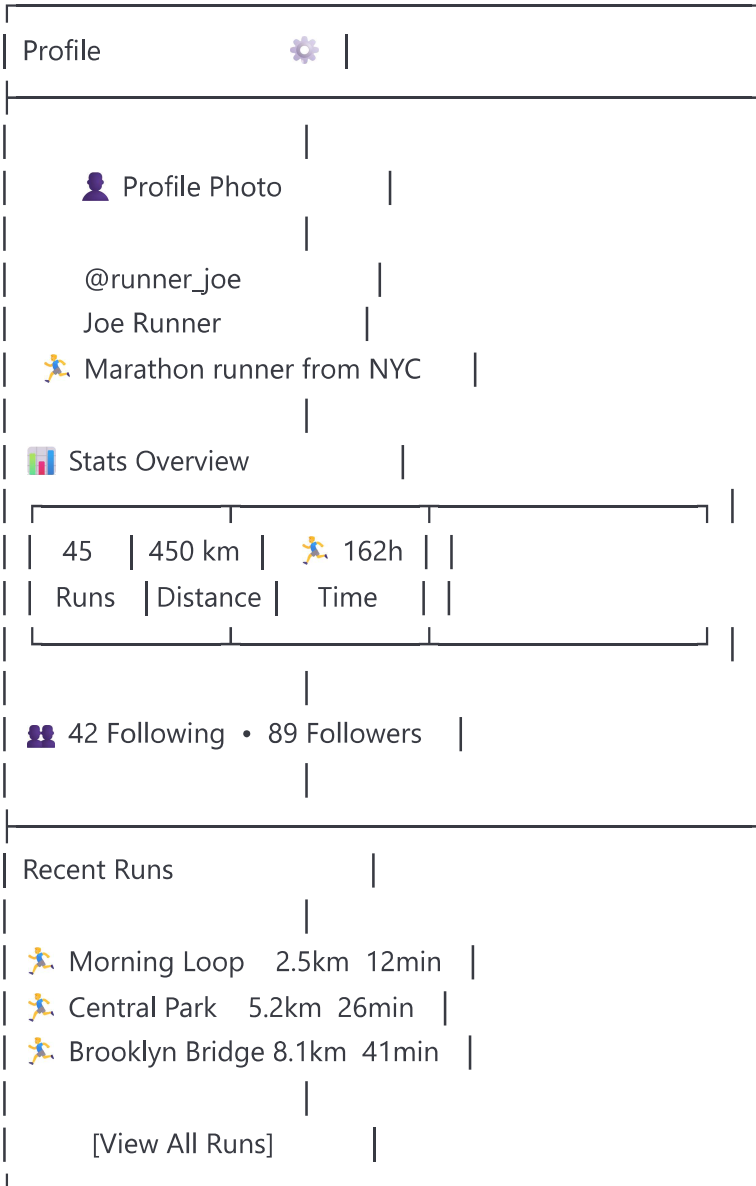 Profile ⚙️
👤 Profile Photo
@runner_joe
Joe Runner
🏃 Marathon runner from NYC
📊 Stats Overview
45 | 450 km | 🏃 162h
Runs | Distance | Time
👥 42 Following • 89 Followers
Recent Runs
🏃 Morning Loop 2.5km 12min
🏃 Central Park 5.2km 26min
🏃 Brooklyn Bridge 8.1km 41min
[View All Runs]